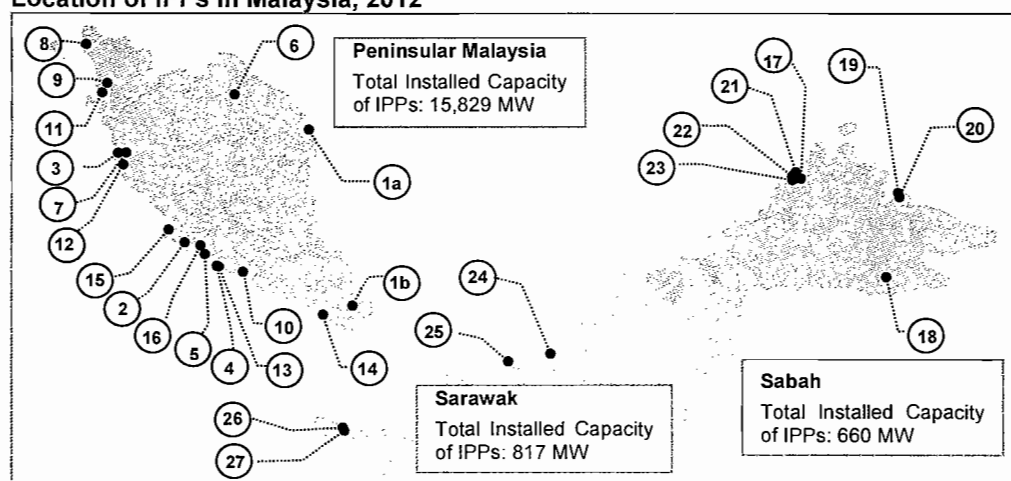 Location of IPPs in Malaysia, 2012
8
6
Peninsular Malaysia
Total Installed Capacity
of IPPs: 15,829 MW
17
19
9
21
11
22
20
3
23
1a
7
12
15
1b
24
2
10
25
18
16
5
4
13
14
Sarawak
Total Installed Capacity
of IPPs: 817 MW
Sabah
Total Installed Capacity
of IPPs: 660 MW
26
27